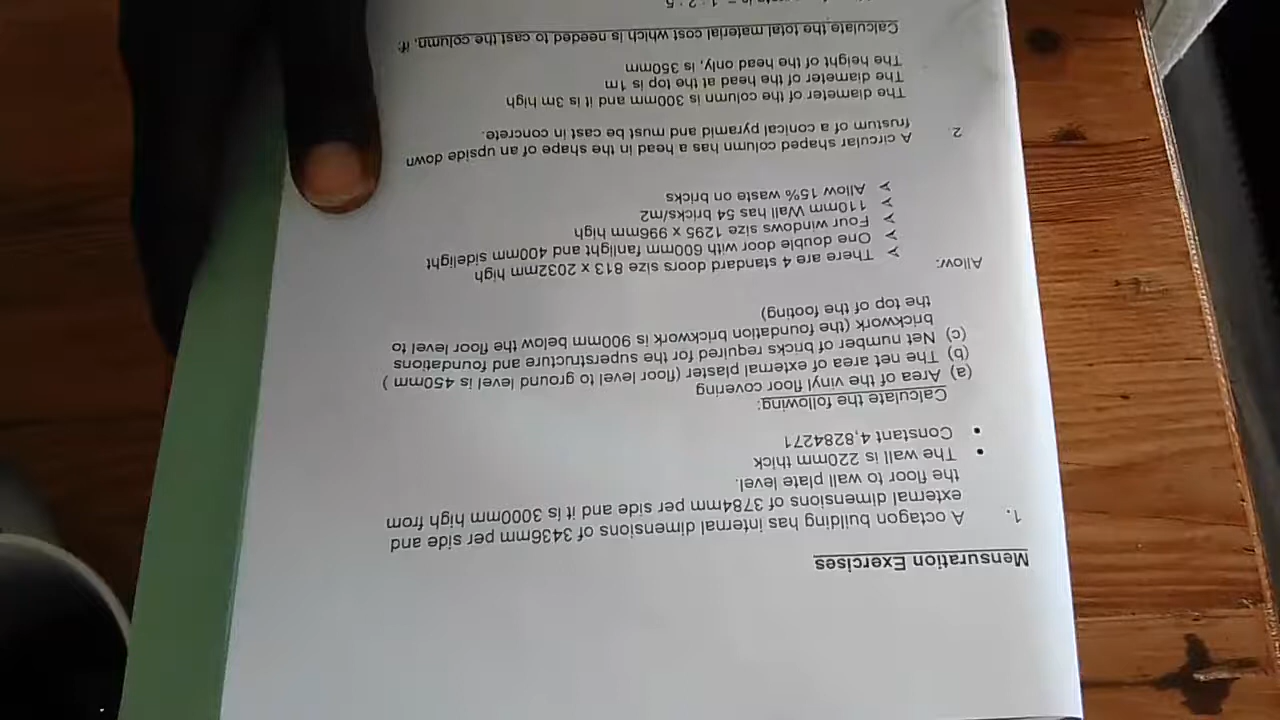 Mensuration Exercises
1. A octagon building has internal dimensions of 3436mm per side and
external dimensions of 3784mm per side and it is 3000mm high from
the floor to wall plate level.
• The wall is 220mm thick
• Constant 4,8284271
Calculate the following:
(a) Area of the vinyl floor covering
(b) The net area of external plaster (floor level to ground level is 450mm )
(c) Net number of bricks required for the superstructure and foundations
brickwork (the foundation brickwork is 900mm below the floor level to
the top of the footing)
Allow: ➢ There are 4 standard doors size 813 x 2032mm high
➢ One double door with 600mm fanlight and 400mm sidelight
➢ Four windows size 1295 x 996mm high
➢ 110mm Wall has 54 bricks/m2
➢ Allow 15% waste on bricks
2. A circular shaped column has a head in the shape of an upside down
frustum of a conical pyramid and must be cast in concrete.
The diameter of the column is 300mm and it is 3m high
The diameter of the head at the top is 1m
The height of the head only, is 350mm
Calculate the total material cost which is needed to cast the column, if:
is = 1 : 2 : 5